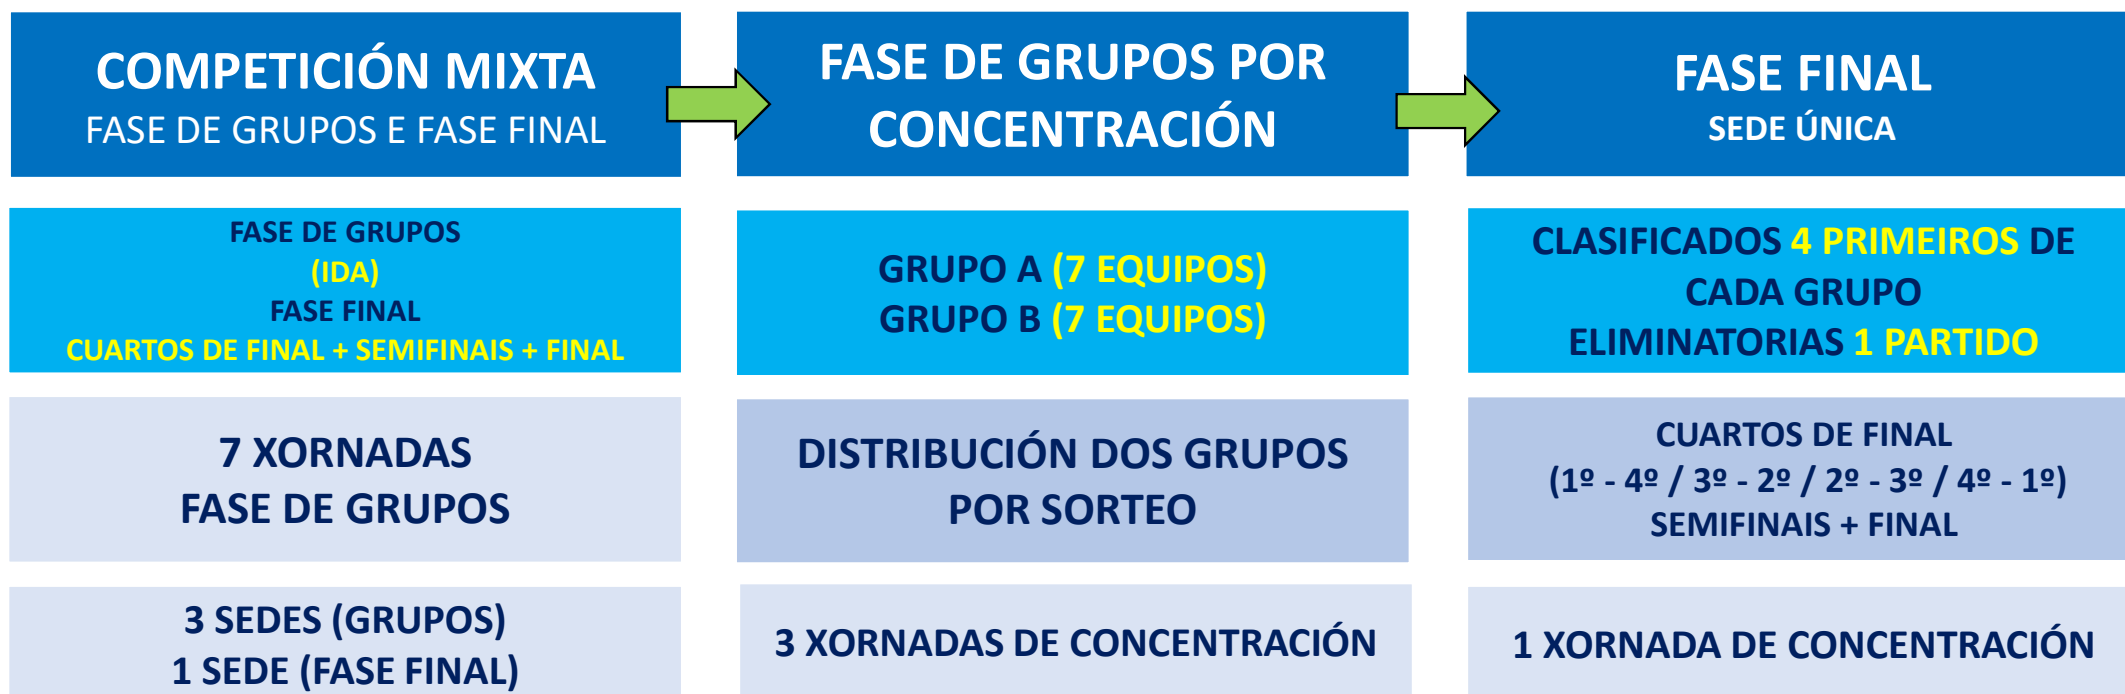 COMPETICIÓN MIXTA
FASE DE GRUPOS E FASE FINAL
FASE DE GRUPOS
(IDA)
FASE FINAL
CUARTOS DE FINAL + SEMIFINAIS + FINAL
7 XORNADAS
FASE DE GRUPOS
3 SEDES (GRUPOS)
1 SEDE (FASE FINAL)
FASE DE GRUPOS POR
CONCENTRACIÓN
GRUPO A (7 EQUIPOS)
GRUPO B (7 EQUIPOS)
DISTRIBUCIÓN DOS GRUPOS
POR SORTEO
3 XORNADAS DE CONCENTRACIÓN
FASE FINAL
SEDE ÚNICA
CLASIFICADOS 4 PRIMEIROS DE
CADA GRUPO
ELIMINATORIAS 1 PARTIDO
CUARTOS DE FINAL
(1º - 4º / 3º - 2º / 2º - 3º / 4º - 1º)
SEMIFINAIS + FINAL
1 XORNADA DE CONCENTRACIÓN